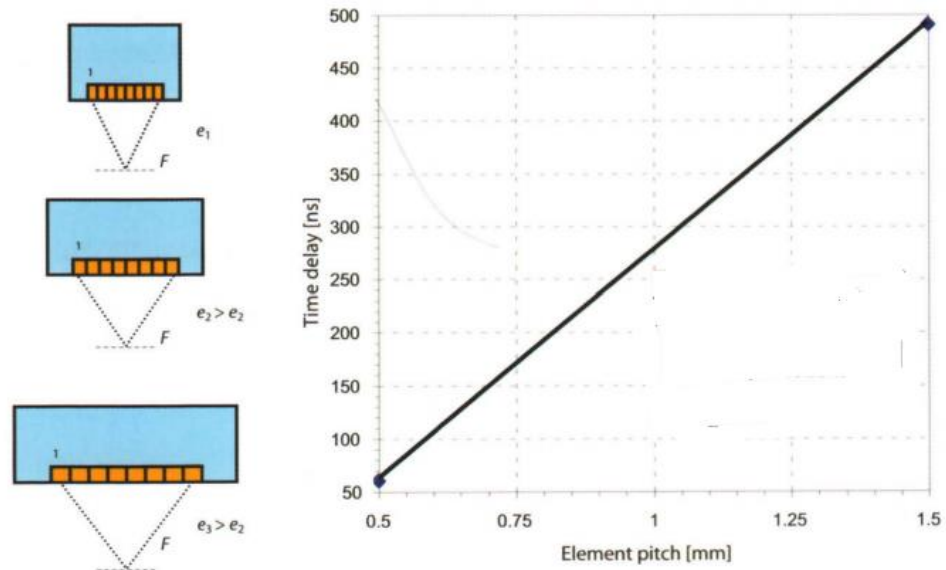 1
e1
F
1
e2 > e2
F
1
e3 > e2
F
Time delay [ns]
500
450
400
350
300
250
200
150
100
50
0.5 0.75 1 1.25 1.5
Element pitch [mm]